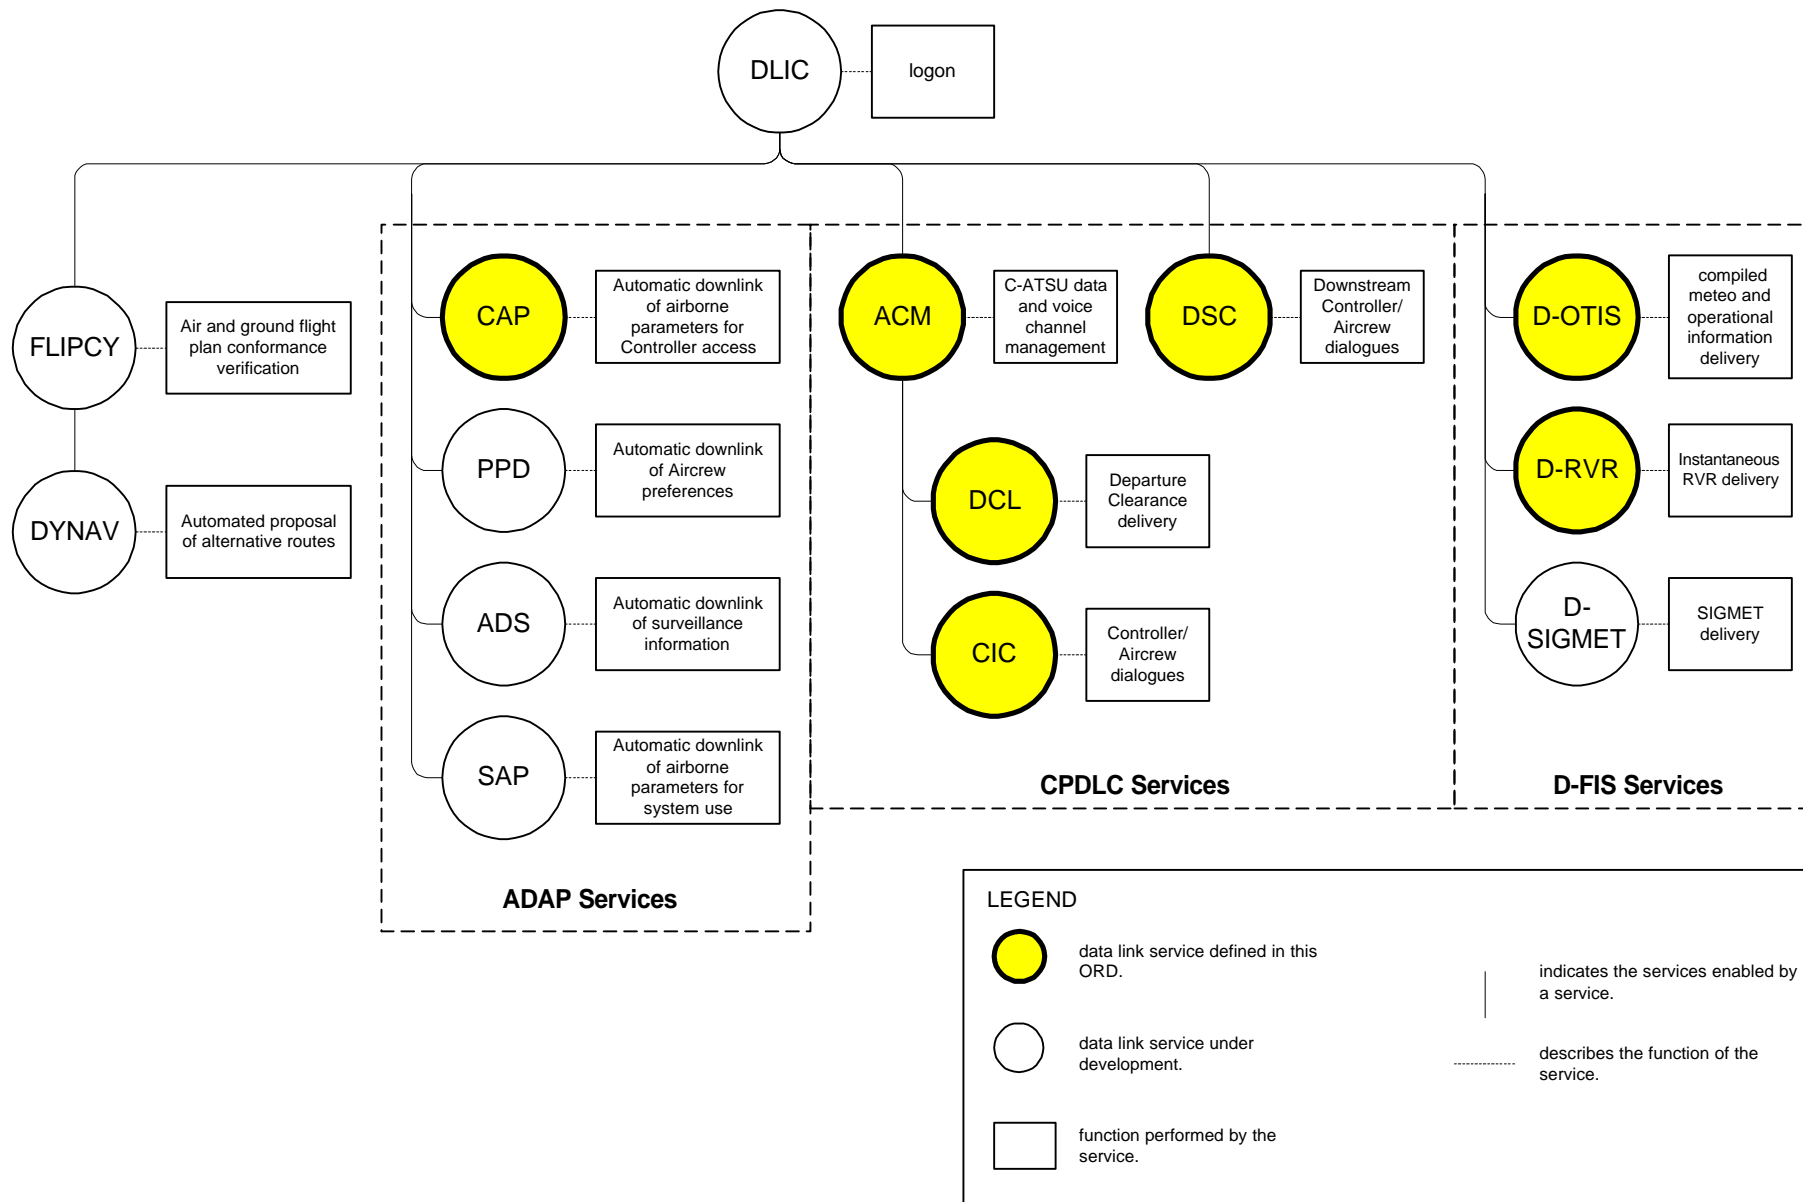 DLIC
logon
FLIPCY
Air and ground flight
plan conformance
verification
DYNAV
Automated proposal
of alternative routes
CAP
Automatic downlink
of airborne
parameters for
Controller access
PPD
Automatic downlink
of Aircrew
preferences
ADS
Automatic downlink
of surveillance
information
SAP
Automatic downlink
of airborne
parameters for
system use
ADAP Services
ACM
C-ATSU data
and voice
channel
management
DSC
Downstream
Controller/
Aircrew
dialogues
DCL
Departure
Clearance
delivery
CIC
Controller/
Aircrew
dialogues
CPDLC Services
D-OTIS
compiled
meteo and
operational
information
delivery
D-RVR
Instantaneous
RVR delivery
D-
SIGMET
SIGMET
delivery
D-FIS Services
LEGEND
data link service defined in this
ORD.
data link service under
development.
function performed by the
service.
indicates the services enabled by
a service.
describes the function of the
service.